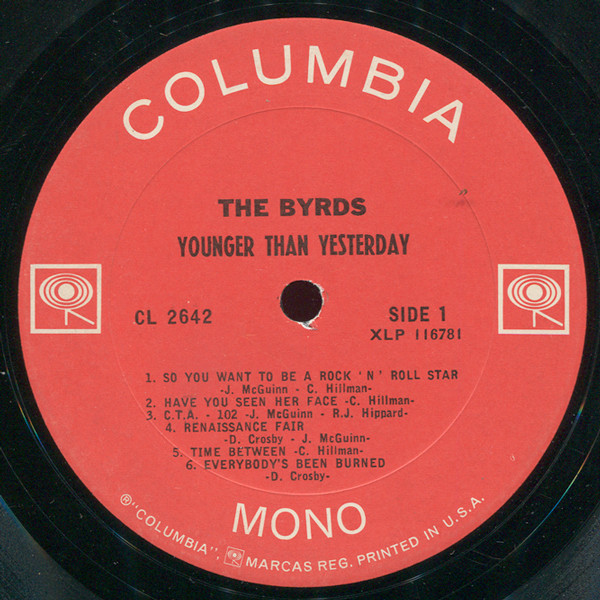 COLUMBIA
THE BYRDS
YOUNGER THAN YESTERDAY
CL 2642
SIDE 1
XLP 116781
1. SO YOU WANT TO BE A ROCK 'N' ROLL STAR
-J. McGuinn - C. Hillman-
2. HAVE YOU SEEN HER FACE -C. Hillman-
3. C.T.A. - 102 -J. McGuinn - R.J. Hippard-
4. RENAISSANCE FAIR
-D. Crosby - J. McGuinn-
5. TIME BETWEEN -C. Hillman-
6. EVERYBODY'S BEEN BURNED
-D. Crosby-
MONO
®"COLUMBIA", MARCAS REG. PRINTED IN U.S.A.